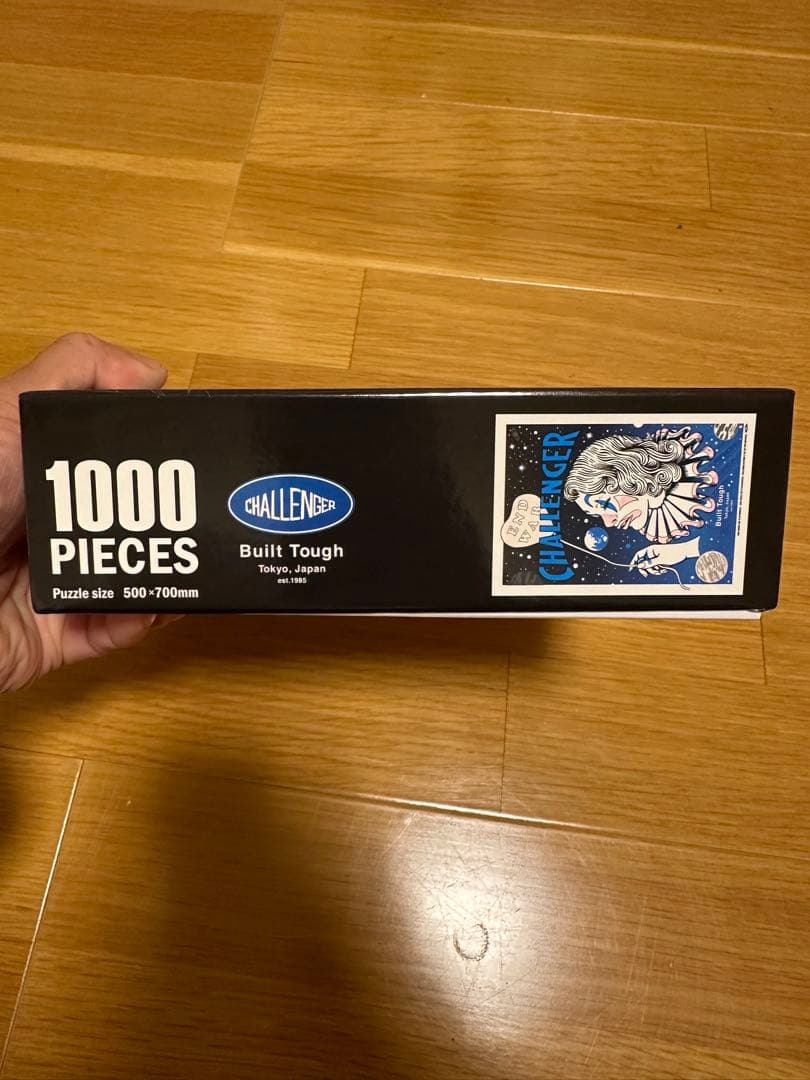 1000
PIECES
Puzzle size 500×700mm
CHALLENGER
Built Tough
Tokyo, Japan
est.1985
END
WAR
CHALLENGER
Built Tough